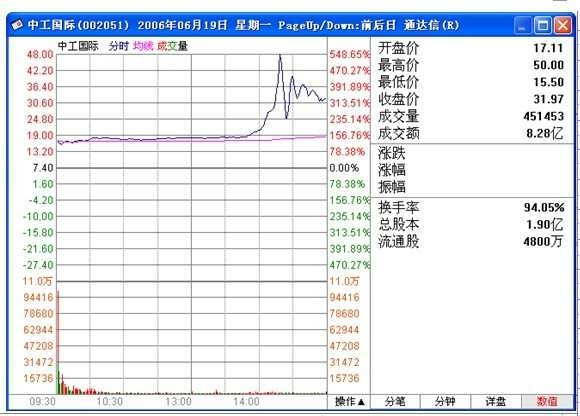 中工国际(002051) 2006年06月19日 星期一 PageUp/Down:前后日 通达信(R)
中工国际 分时 均线 成交量
48.00 548.65%
42.20 470.27%
36.40 391.89%
30.60 313.51%
24.80 235.14%
19.00 156.76%
13.20 78.38%
7.40 0.00%
1.60 78.38%
-4.20 156.76%
-10.00 235.14%
-15.80 313.51%
-21.60 391.89%
-27.40 470.27%
11.0万 11.0万
94416 94416
78680 78680
62944 62944
47208 47208
31472 31472
15736 15736
09:30 10:30 13:00 14:00 操作▲
开盘价 17.11
最高价 50.00
最低价 15.50
收盘价 31.97
成交量 451453
成交额 8.28亿
涨跌
涨幅
振幅
换手率 94.05%
总股本 1.90亿
流通股 4800万
分笔 分钟 详盘 数值